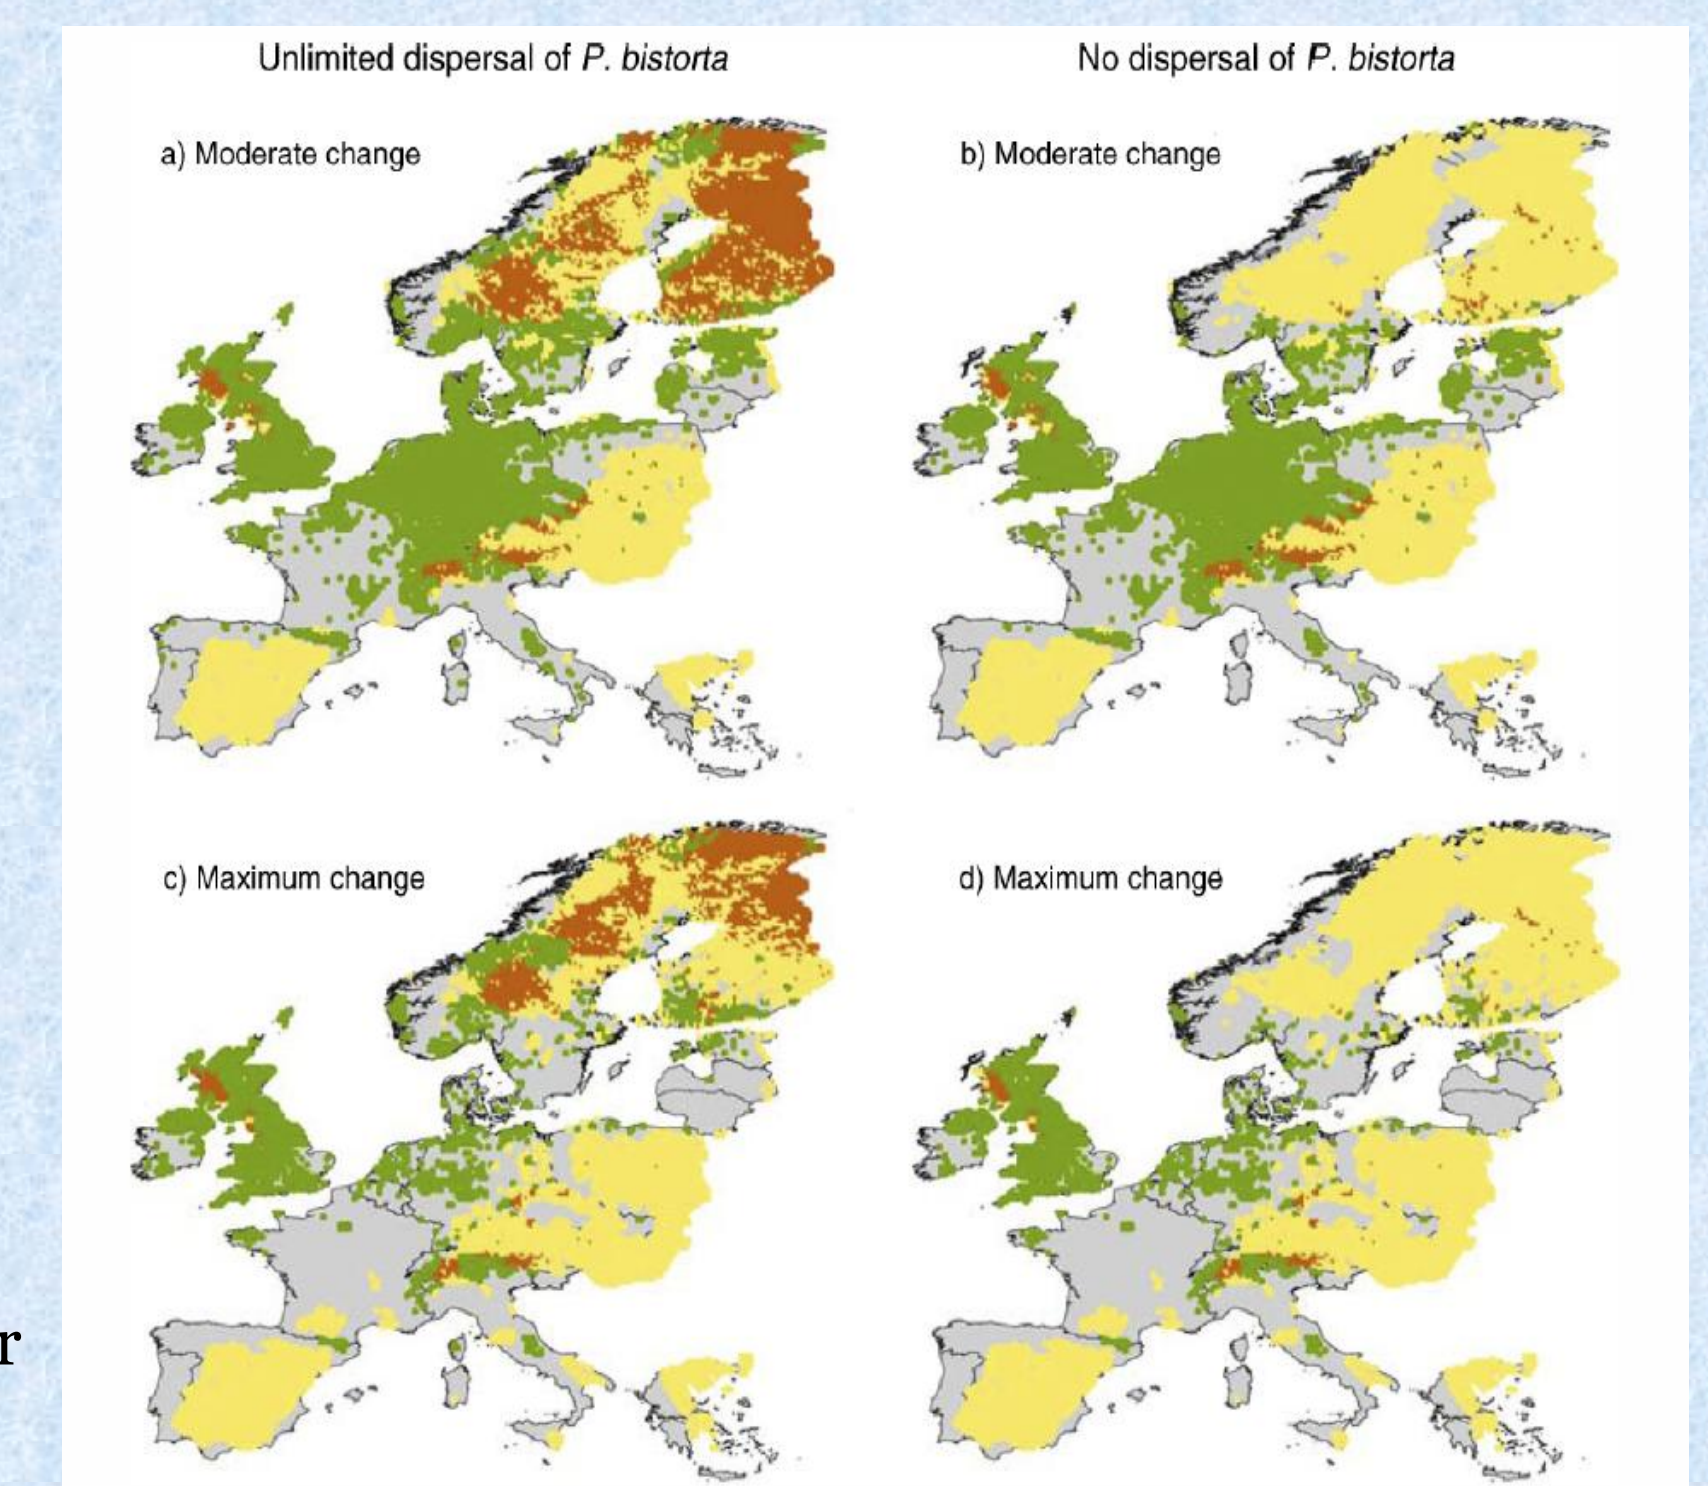 Unlimited dispersal of P. bistorta
No dispersal of P. bistorta
a) Moderate change
b) Moderate change
c) Maximum change
d) Maximum change
r